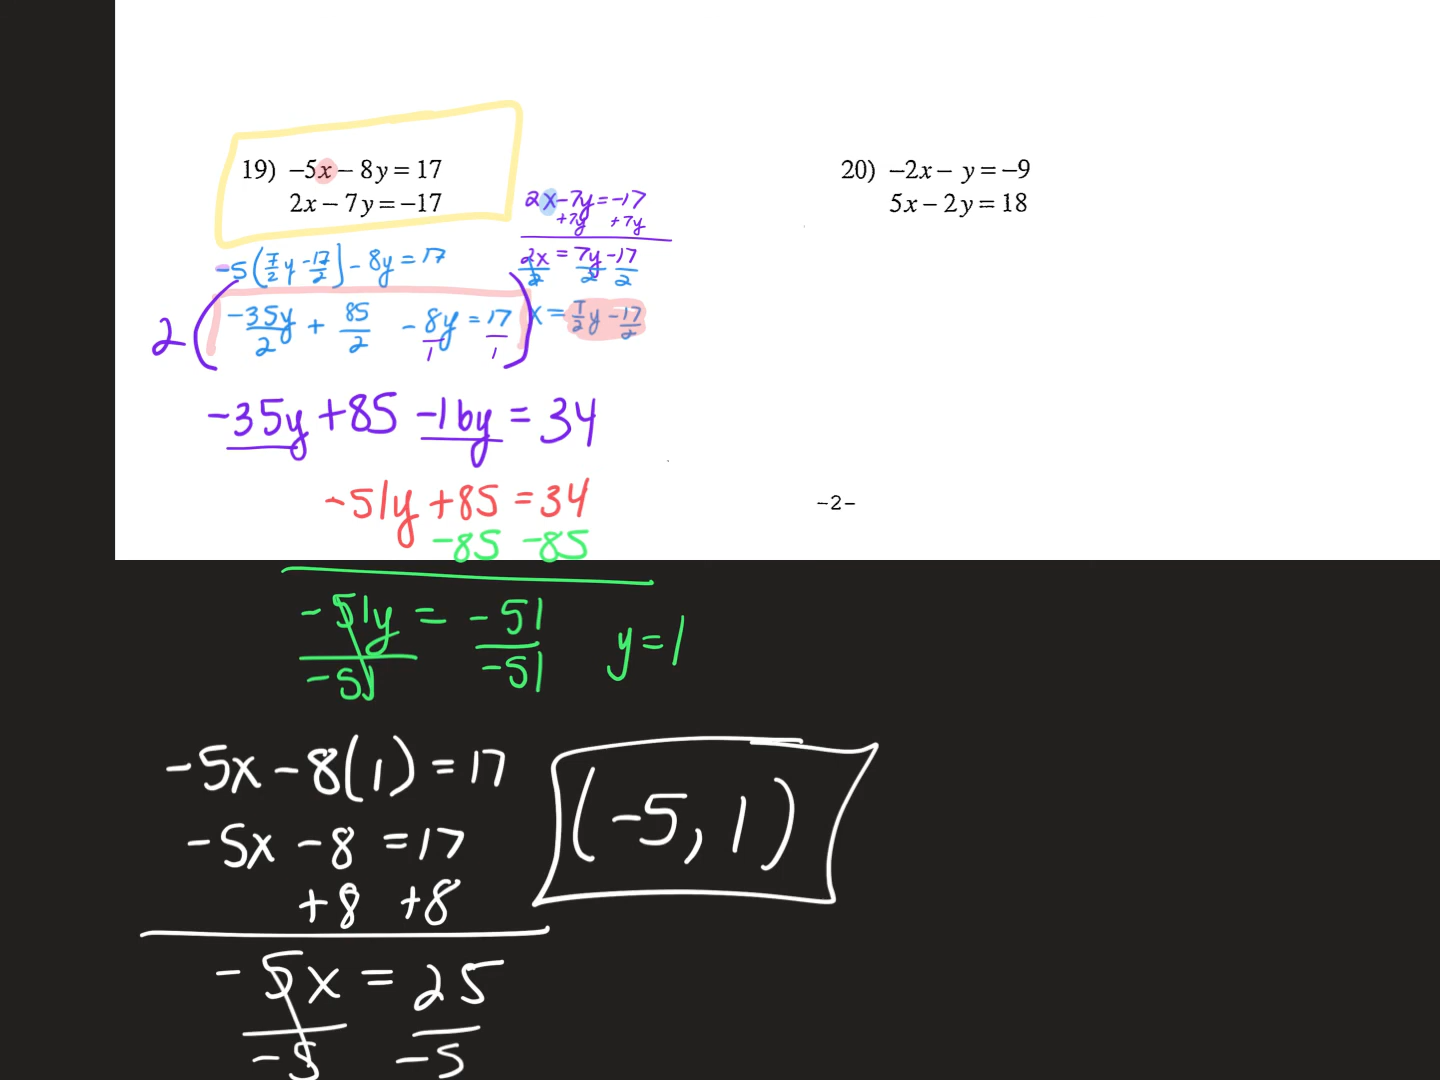 19) −5x − 8y = 17
2x − 7y = −17
20) −2x − y = −9
5x − 2y = 18
2x -7y = -17
+7y +7y
2x = 7y -17
2 2 2
x = 7/2 y - 17/2
-5(7/2 y - 17/2) - 8y = 17
2( -35y/2 + 85/2 - 8y/1 = 17/1 )
-35y + 85 -16y = 34
-51y + 85 = 34
-85 -85
-51y = -51
-51 -51
y = 1
-5x - 8(1) = 17
-5x - 8 = 17
+8 +8
-5x = 25
-5 -5
(-5, 1)
-2-